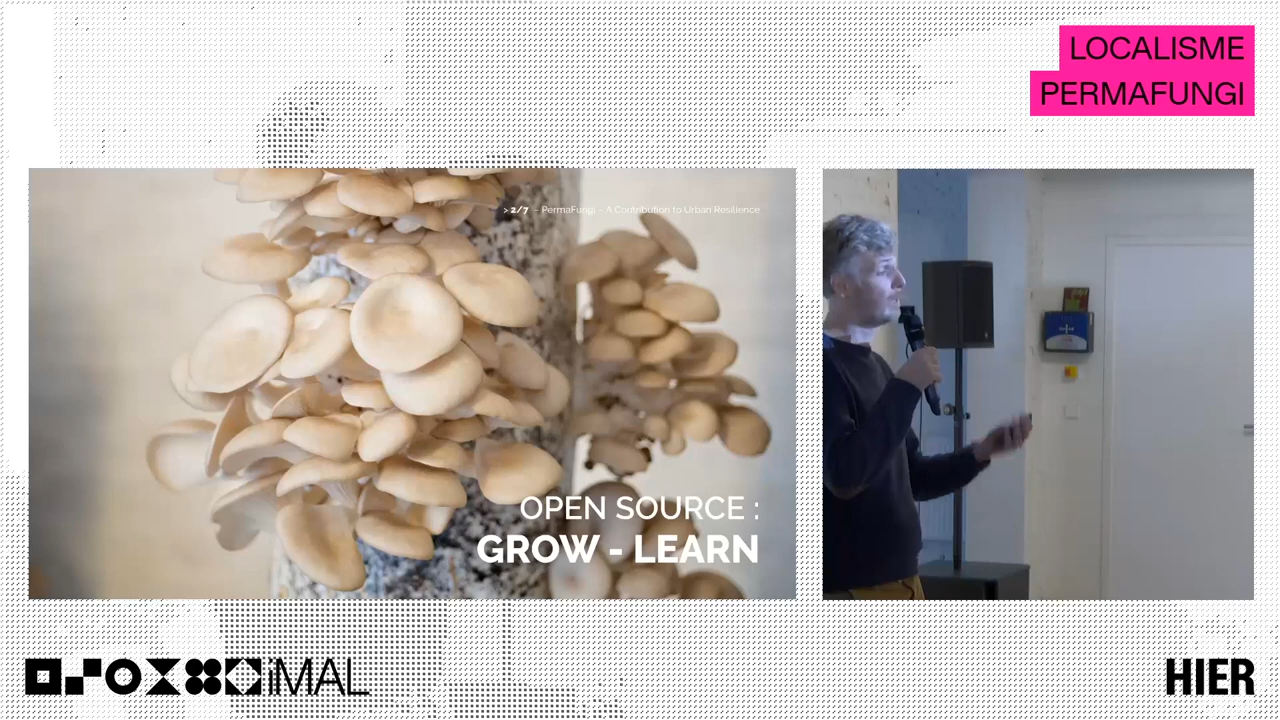 LOCALISME
PERMAFUNGI
> 2/7 - PermaFungi - A Contribution to Urban Resilience
OPEN SOURCE :
GROW - LEARN
iMAL
HIER